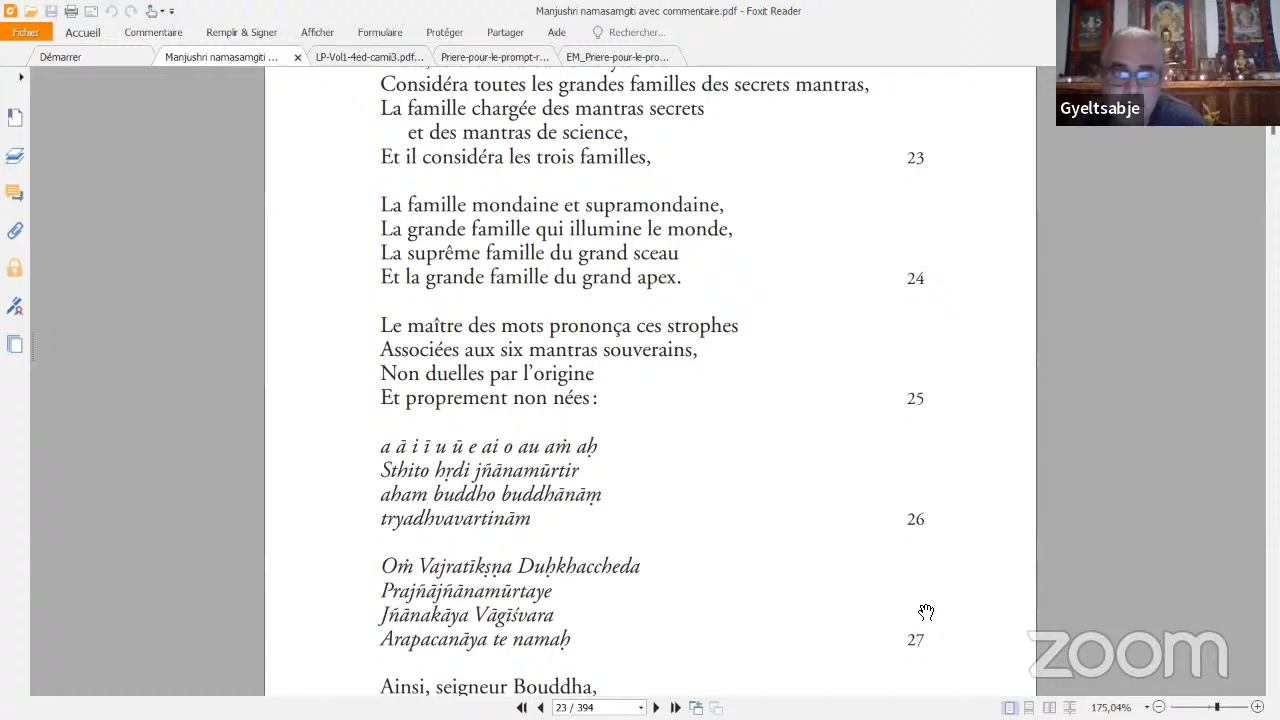 Manjushri namasamgiti avec commentaire.pdf - Foxit Reader
Fichier Accueil Commentaire Remplir & Signer Afficher Formulaire Protéger Partager Aide Rechercher...
Démarrer Manjushri namasamgiti ... LP-Vol1-4ed-cami3.pdf... Priere-pour-le-prompt-r... EM_Priere-pour-le-pro...
Gyeltsabje
Considéra toutes les grandes familles des secrets mantras,
La famille chargée des mantras secrets
et des mantras de science,
Et il considéra les trois familles, 23
La famille mondaine et supramondaine,
La grande famille qui illumine le monde,
La suprême famille du grand sceau
Et la grande famille du grand apex. 24
Le maître des mots prononça ces strophes
Associées aux six mantras souverains,
Non duelles par l’origine
Et proprement non nées : 25
a ā i ī u ū e ai o au aṁ aḥ
Sthito hṛdi jñānamūrtir
aham buddho buddhānāṃ
tryadhvavartinām 26
Oṁ Vajratīkṣṇa Duḥkhaccheda
Prajñājñānamūrtaye
Jñānakāya Vāgīśvara
Arapacanāya te namaḥ 27
Ainsi, seigneur Bouddha,
zoom
23 / 394 175,04%